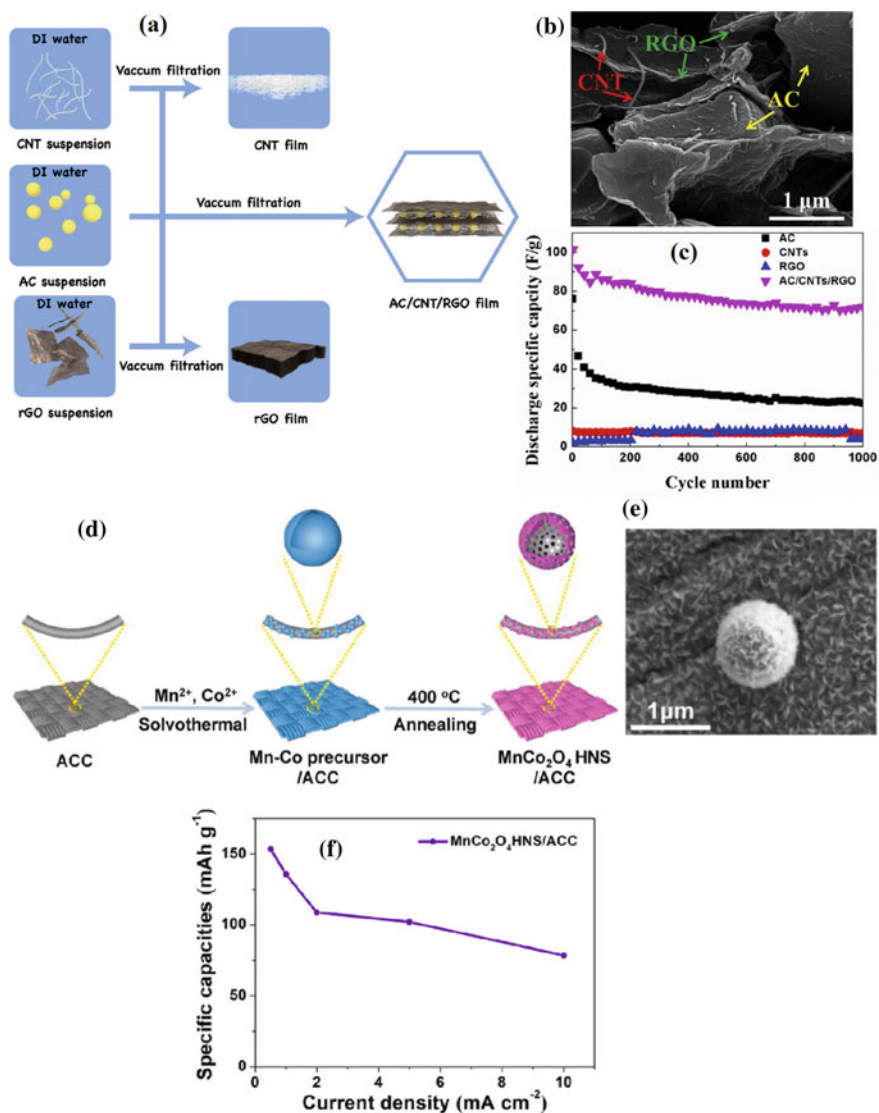 (a)
DI water
Vaccum filtration
CNT suspension
CNT film
DI water
Vaccum filtration
AC suspension
AC/CNT/RGO film
DI water
Vaccum filtration
rGO suspension
rGO film
(b)
RGO
CNT
AC
1 μm
(c)
AC
CNTs
RGO
AC/CNTs/RGO
Discharge specific capcity (F/g)
100
80
60
40
20
0
0 200 400 600 800 1000
Cycle number
(d)
Mn²⁺, Co²⁺
Solvothermal
400 °C
Annealing
ACC
Mn-Co precursor
/ACC
MnCo₂O₄ HNS
/ACC
(e)
1μm
(f)
MnCo₂O₄HNS/ACC
Specific capacities (mAh g⁻¹)
150
100
75
50
0
0 2 4 6 8 10
Current density (mA cm⁻²)